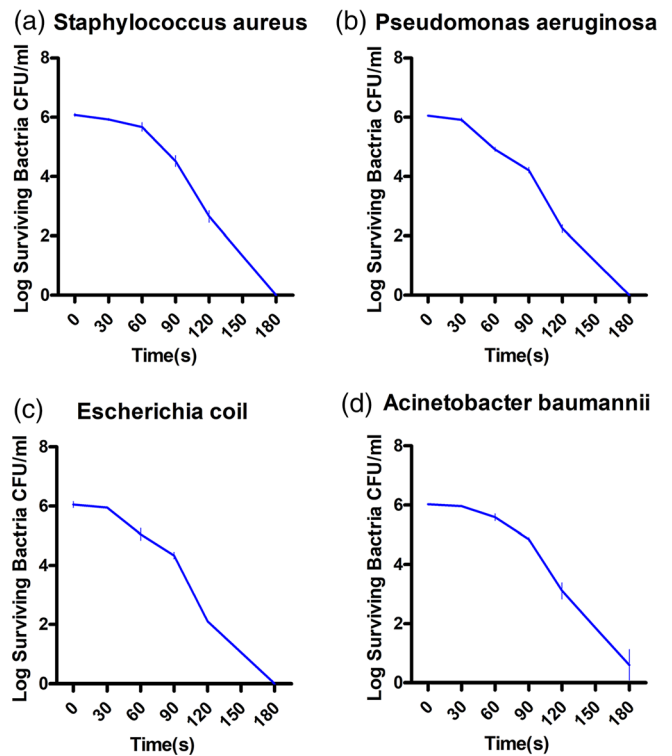 (a) Staphylococcus aureus
Log Surviving Bactria CFU/ml
8
6
4
2
0
0 30 60 90 120 150 180
Time(s)
(b) Pseudomonas aeruginosa
Log Surviving Bactria CFU/ml
8
6
4
2
0
0 30 60 90 120 150 180
Time(s)
(c) Escherichia coil
Log Surviving Bactria CFU/ml
8
6
4
2
0
0 30 60 90 120 150 180
Time(s)
(d) Acinetobacter baumannii
Log Surviving Bactria CFU/ml
8
6
4
2
0
0 30 60 90 120 150 180
Time(s)